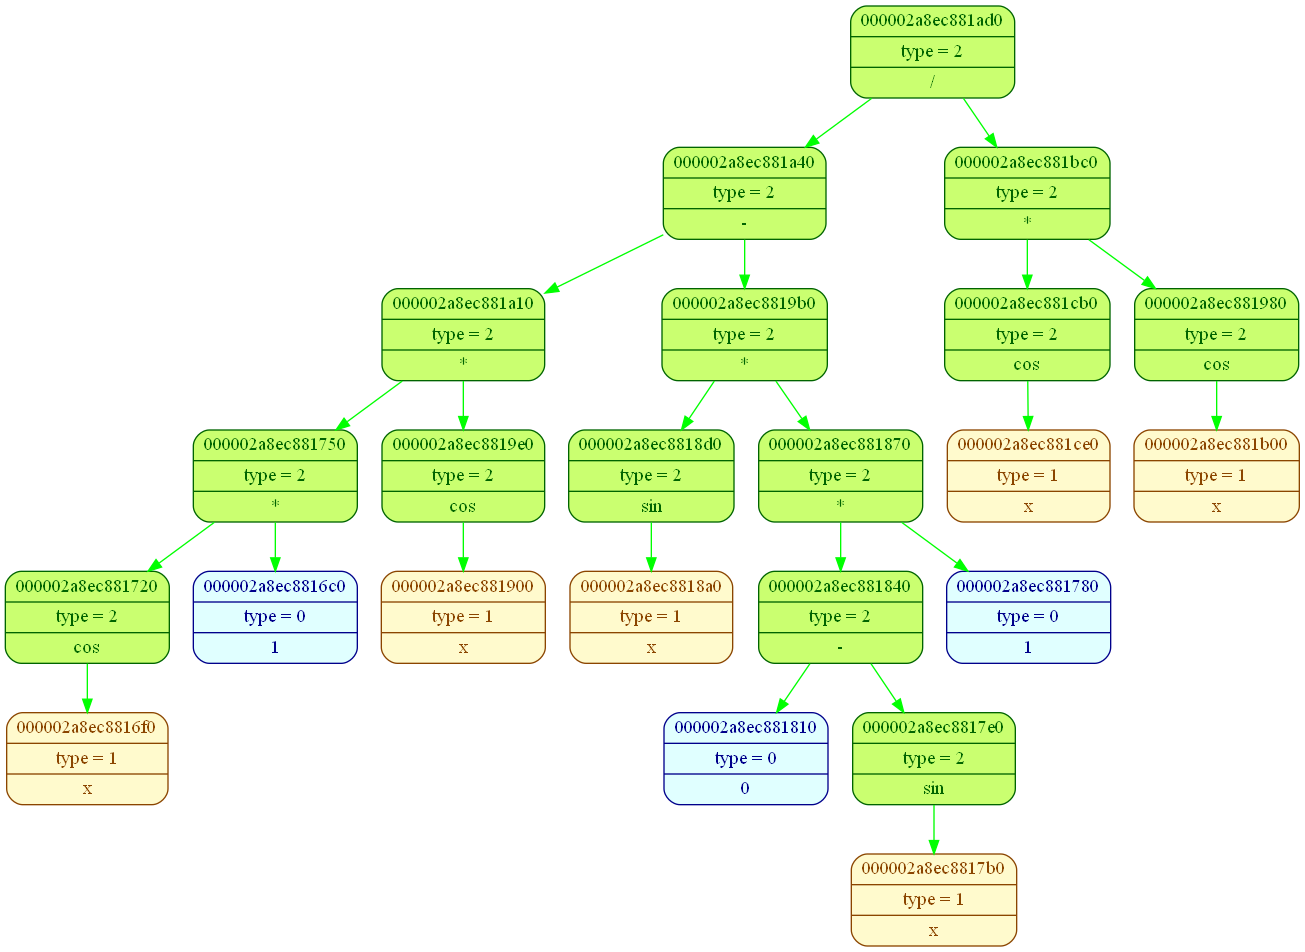 000002a8ec881ad0
type = 2
/
000002a8ec881a40
type = 2
-
000002a8ec881bc0
type = 2
*
000002a8ec881a10
type = 2
*
000002a8ec8819b0
type = 2
*
000002a8ec881cb0
type = 2
cos
000002a8ec881980
type = 2
cos
000002a8ec881750
type = 2
*
000002a8ec8819e0
type = 2
cos
000002a8ec8818d0
type = 2
sin
000002a8ec881870
type = 2
*
000002a8ec881ce0
type = 1
x
000002a8ec881b00
type = 1
x
000002a8ec881720
type = 2
cos
000002a8ec8816c0
type = 0
1
000002a8ec881900
type = 1
x
000002a8ec8818a0
type = 1
x
000002a8ec881840
type = 2
-
000002a8ec881780
type = 0
1
000002a8ec8816f0
type = 1
x
000002a8ec881810
type = 0
0
000002a8ec8817e0
type = 2
sin
000002a8ec8817b0
type = 1
x